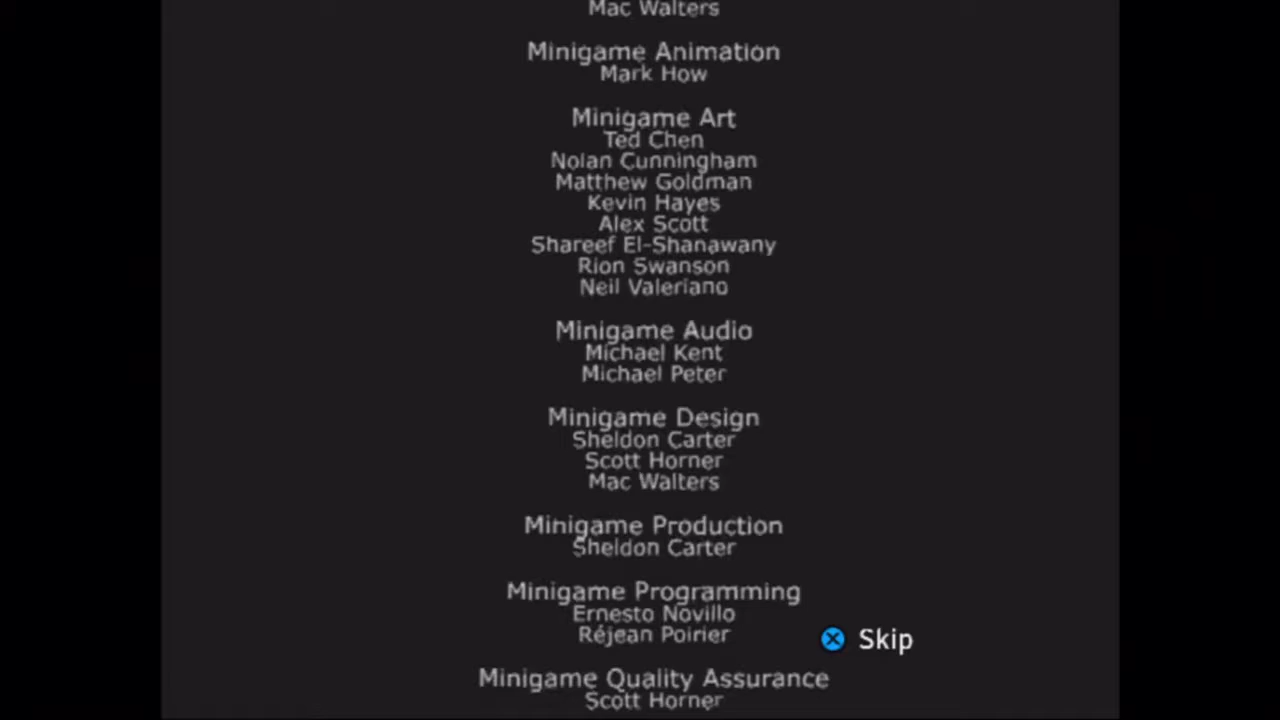 Mac Walters
Minigame Animation
Mark How
Minigame Art
Ted Chen
Nolan Cunningham
Matthew Goldman
Kevin Hayes
Alex Scott
Shareef El-Shanawany
Rion Swanson
Neil Valeriano
Minigame Audio
Michael Kent
Michael Peter
Minigame Design
Sheldon Carter
Scott Horner
Mac Walters
Minigame Production
Sheldon Carter
Minigame Programming
Ernesto Novillo
Réjean Poirier
Skip
Minigame Quality Assurance
Scott Horner